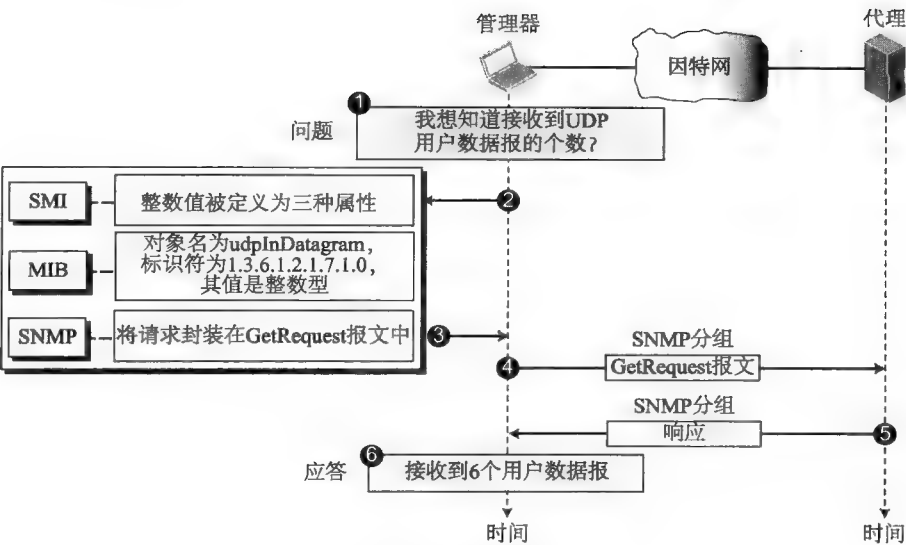 管理器
代理
因特网
❶
问题
我想知道接收到UDP
用户数据报的个数?
SMI
整数值被定义为三种属性
❷
MIB
对象名为udpInDatagram,
标识符为1.3.6.1.2.1.7.1.0,
其值是整数型
SNMP
将请求封装在GetRequest报文中
❸
SNMP分组
❹
GetRequest报文
SNMP分组
响应
❺
❻
应答
接收到6个用户数据报
时间
时间